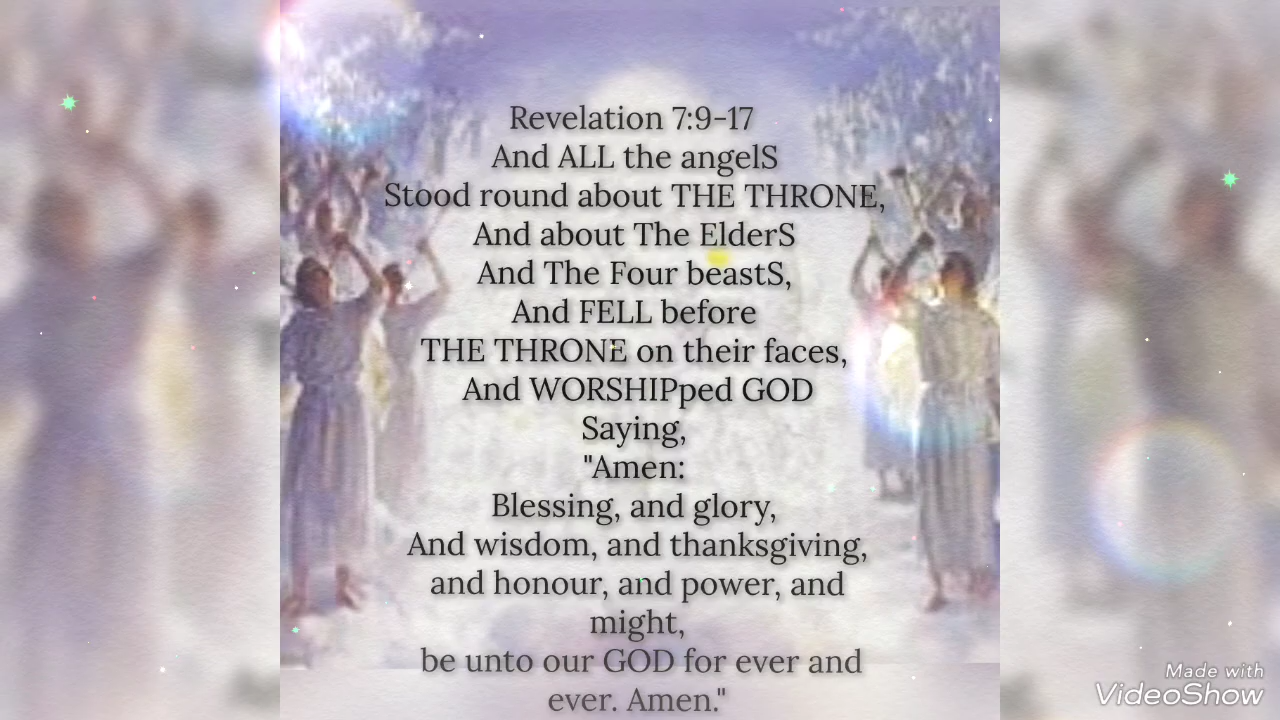 Revelation 7:9-17
And ALL the angelS
Stood round about THE THRONE,
And about The ElderS
And The Four beastS,
And FELL before
THE THRONE on their faces,
And WORSHIPpped GOD
Saying,
"Amen:
Blessing, and glory,
And wisdom, and thanksgiving,
and honour, and power, and
might,
be unto our GOD for ever and
ever. Amen."
Made with
VideoShow